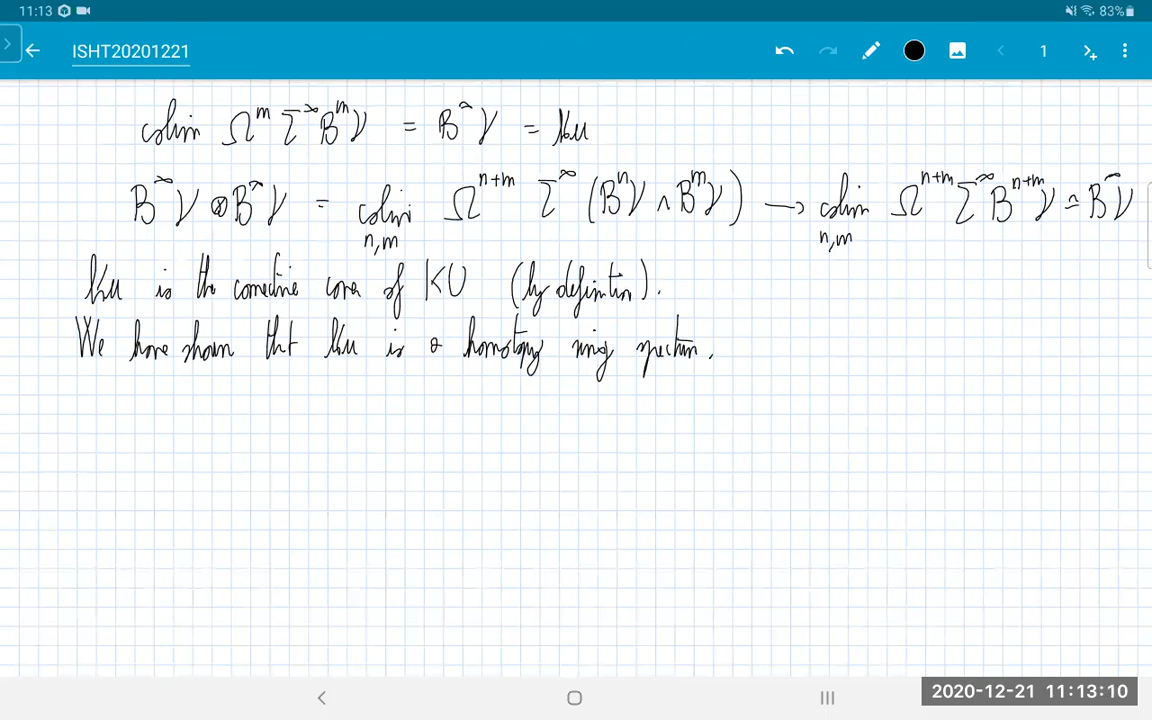 11:13
83%
ISHT20201221
1
colim Ω^m Σ^∞ B^m V = B^∞ V = ku
B^∞ V ⊗ B^∞ V = colim_{n,m} Ω^{n+m} Σ^∞ (B^n V ∧ B^m V) → colim_{n,m} Ω^{n+m} Σ^∞ B^{n+m} V ≃ B^∞ V
ku is the connective cover of KU (by definition).
We have shown that ku is a homotopy ring spectrum.
2020-12-21 11:13:10